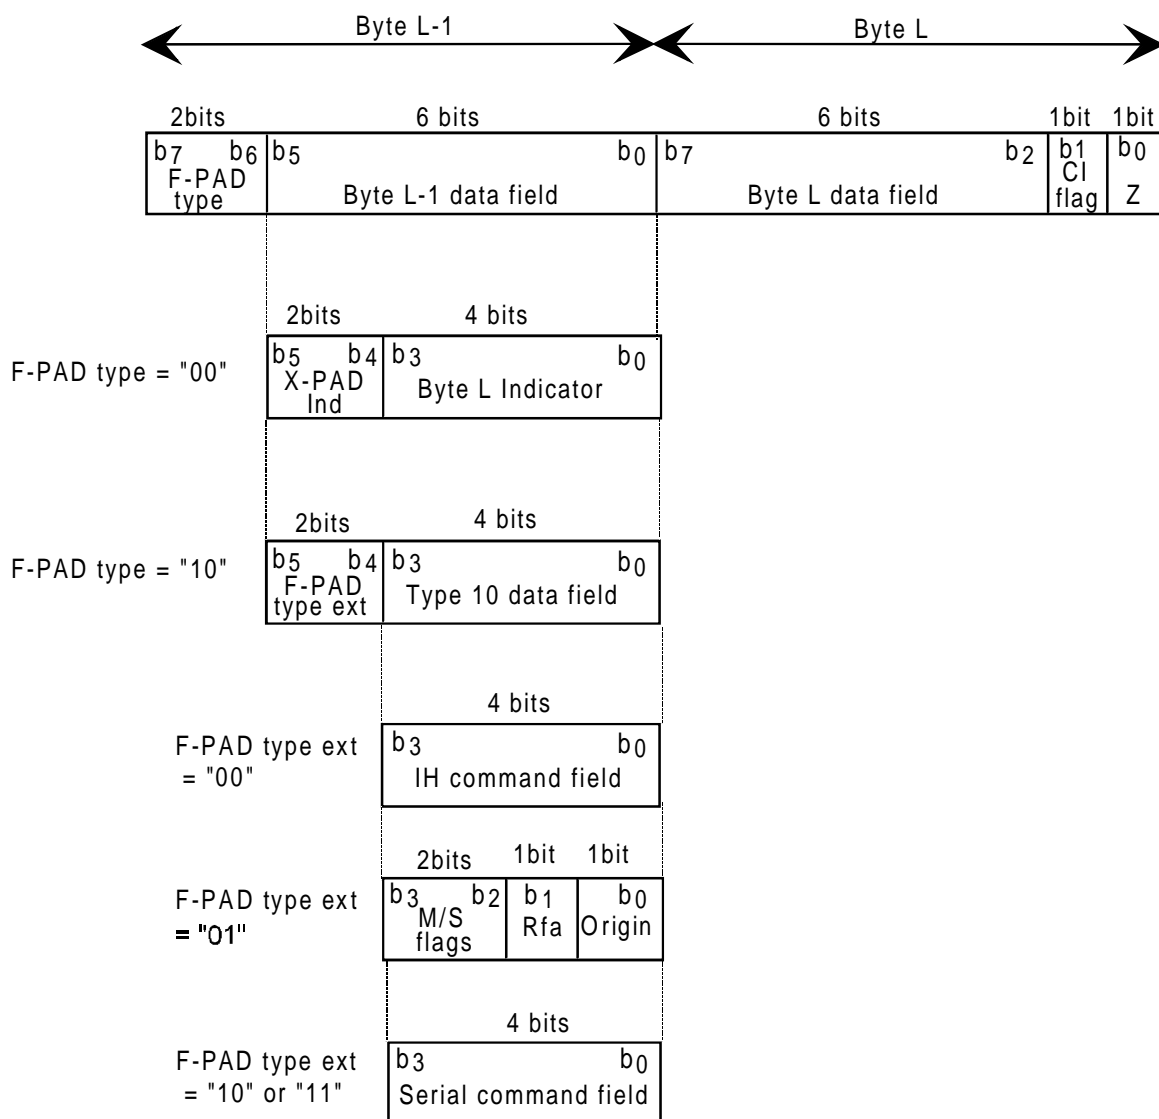 Byte L-1 Byte L
2bits 6 bits 6 bits 1bit 1bit
b7 b6 b5 b0 b7 b2 b1 b0
F-PAD type Byte L-1 data field Byte L data field CI flag Z
2bits 4 bits
F-PAD type = "00"
b5 b4 b3 b0
X-PAD Ind Byte L Indicator
2bits 4 bits
F-PAD type = "10"
b5 b4 b3 b0
F-PAD type ext Type 10 data field
4 bits
F-PAD type ext
= "00"
b3 b0
IH command field
2bits 1bit 1bit
F-PAD type ext
= "01"
b3 b2 b1 b0
M/S flags Rfa Origin
4 bits
F-PAD type ext
= "10" or "11"
b3 b0
Serial command field